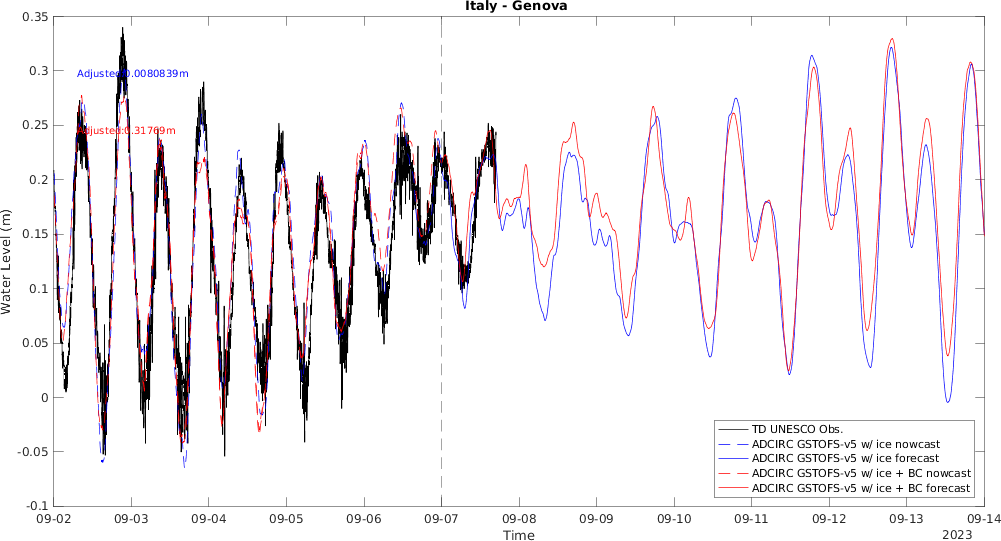 Italy - Genova
0.35
0.3
0.25
0.2
0.15
0.1
0.05
0
-0.05
-0.1
Water Level (m)
Adjusted:0.0080839m
Adjusted:0.31769m
TD UNESCO Obs.
ADCIRC GSTOFS-v5 w/ ice nowcast
ADCIRC GSTOFS-v5 w/ ice forecast
ADCIRC GSTOFS-v5 w/ ice + BC nowcast
ADCIRC GSTOFS-v5 w/ ice + BC forecast
09-02 09-03 09-04 09-05 09-06 09-07 09-08 09-09 09-10 09-11 09-12 09-13 09-14
Time
2023